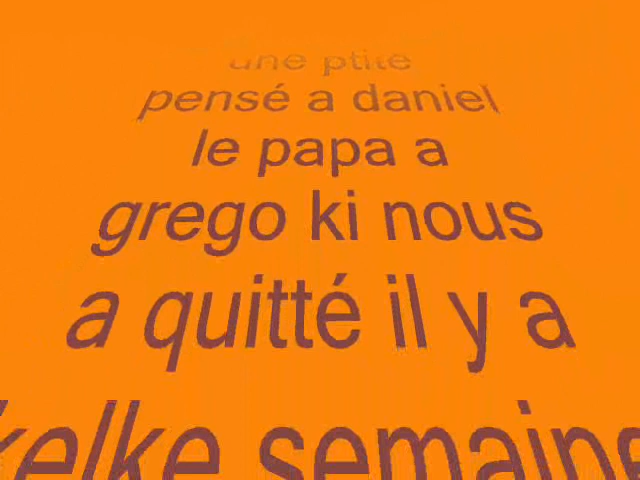 une ptite
pensé a daniel
le papa a
grego ki nous
a quitté il y a
kelke semaine